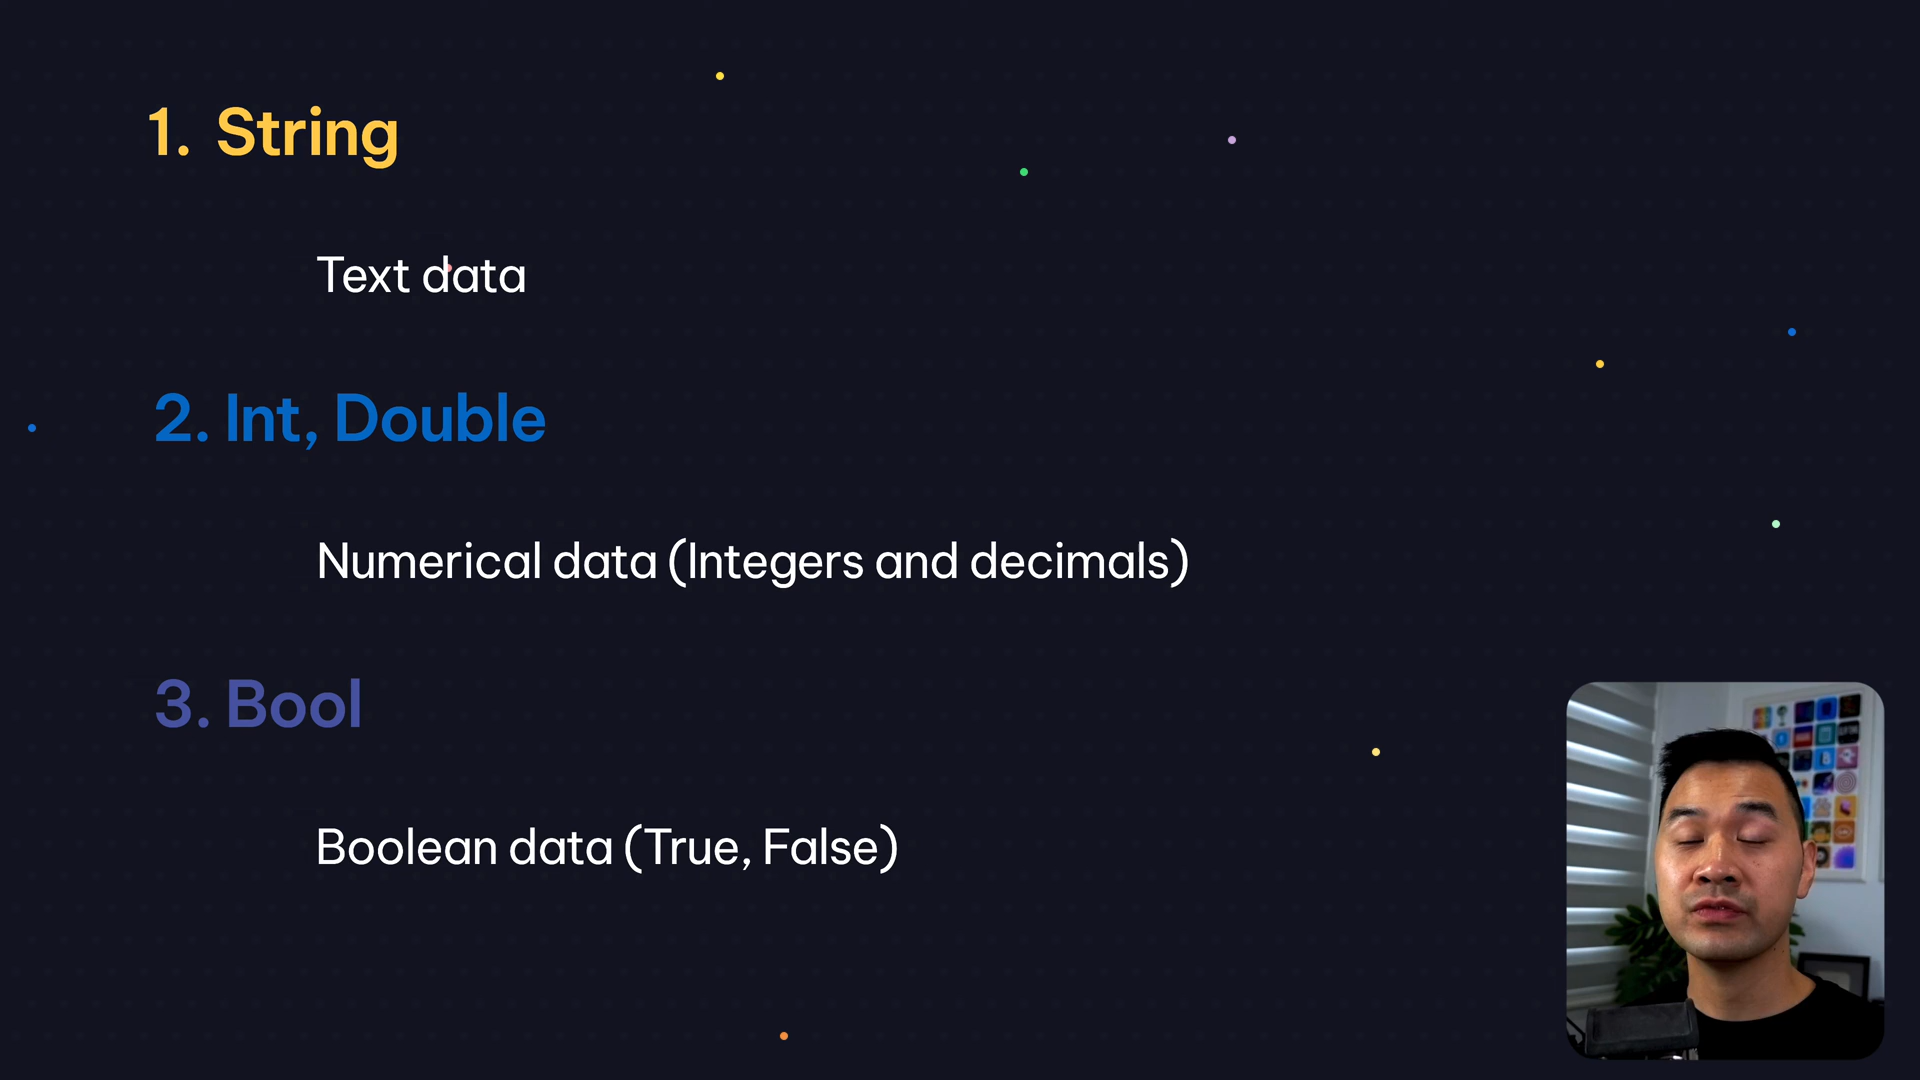 1. String
Text data
2. Int, Double
Numerical data (Integers and decimals)
3. Bool
Boolean data (True, False)